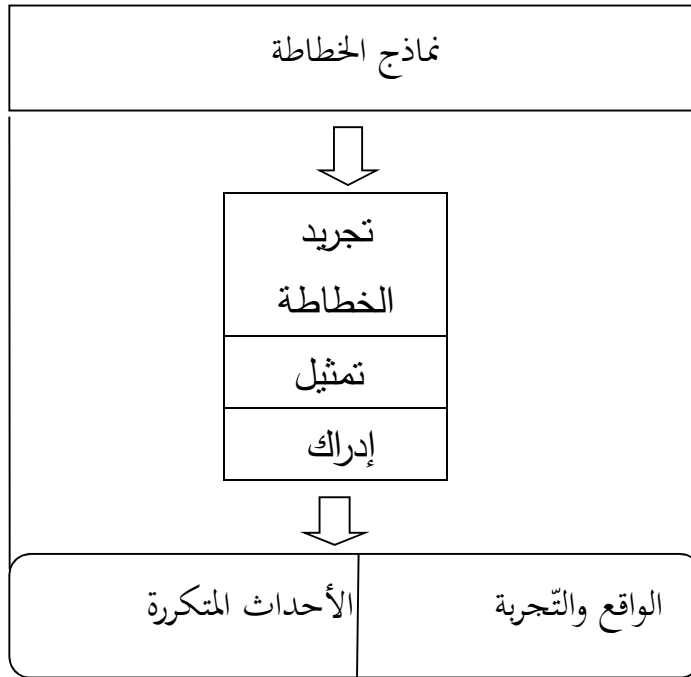 نماذج الخطاطة
تجريد
الخطاطة
تمثيل
إدراك
الواقع والتّجربة
الأحداث المتكررة